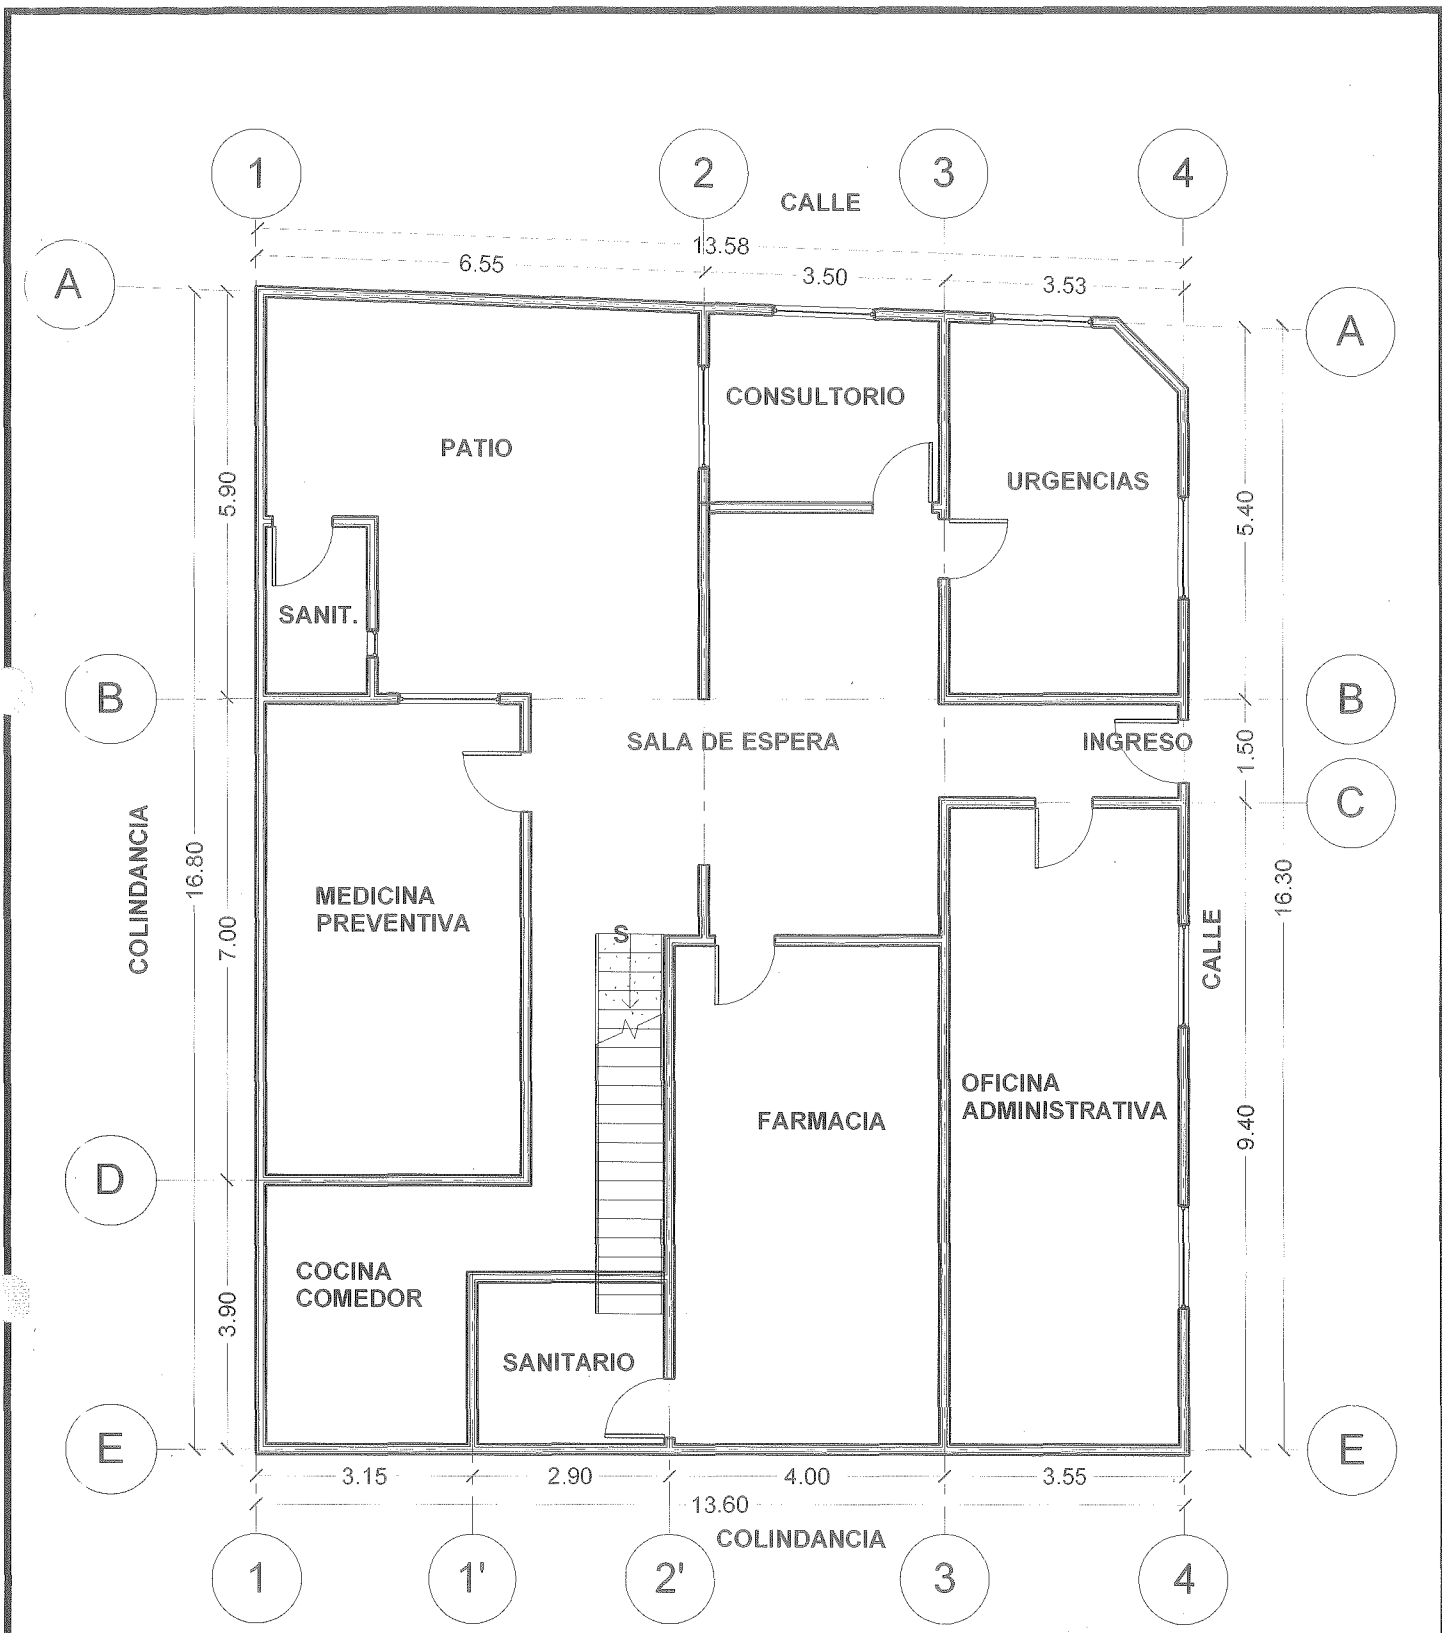 1
2
3
4
CALLE
13.58
6.55
3.50
3.53
A
A
CONSULTORIO
PATIO
URGENCIAS
5.90
5.40
SANIT.
B
B
SALA DE ESPERA
INGRESO
1.50
C
COLINDANCIA
16.80
MEDICINA
PREVENTIVA
7.00
S
CALLE
16.30
OFICINA
ADMINISTRATIVA
FARMACIA
9.40
D
COCINA
COMEDOR
3.90
SANITARIO
E
E
3.15
2.90
4.00
3.55
13.60
COLINDANCIA
1
1'
2'
3
4